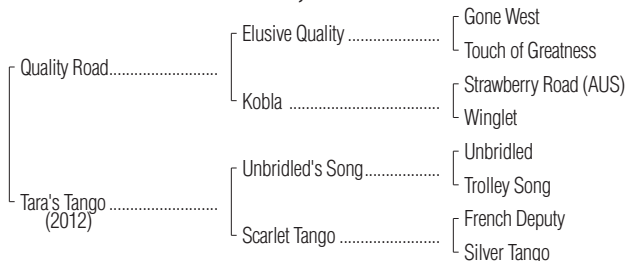 Gone West
Elusive Quality ....................
Touch of Greatness
Quality Road........................
Strawberry Road (AUS)
Kobla .................................
Winglet
Unbridled
Unbridled's Song.................
Trolley Song
Tara's Tango ........................
(2012)
French Deputy
Scarlet Tango ......................
Silver Tango